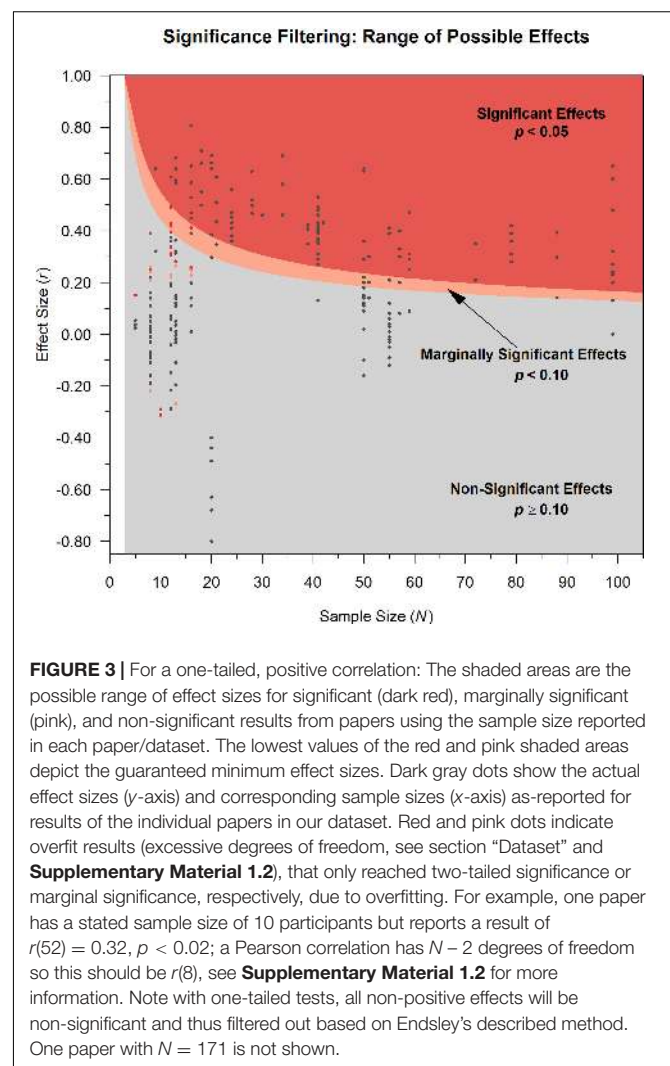 Significance Filtering: Range of Possible Effects
1.00
0.80
0.60
0.40
0.20
0.00
-0.20
-0.40
-0.60
-0.80
Effect Size (r)
Significant Effects
p < 0.05
Marginally Significant Effects
p < 0.10
Non-Significant Effects
p ≥ 0.10
0 10 20 30 40 50 60 70 80 90 100
Sample Size (N)
FIGURE 3 | For a one-tailed, positive correlation: The shaded areas are the
possible range of effect sizes for significant (dark red), marginally significant
(pink), and non-significant results from papers using the sample size reported
in each paper/dataset. The lowest values of the red and pink shaded areas
depict the guaranteed minimum effect sizes. Dark gray dots show the actual
effect sizes (y-axis) and corresponding sample sizes (x-axis) as-reported for
results of the individual papers in our dataset. Red and pink dots indicate
overfit results (excessive degrees of freedom, see section “Dataset” and
Supplementary Material 1.2), that only reached two-tailed significance or
marginal significance, respectively, due to overfitting. For example, one paper
has a stated sample size of 10 participants but reports a result of
r(52) = 0.32, p < 0.02; a Pearson correlation has N – 2 degrees of freedom
so this should be r(8), see Supplementary Material 1.2 for more
information. Note with one-tailed tests, all non-positive effects will be
non-significant and thus filtered out based on Endsley’s described method.
One paper with N = 171 is not shown.